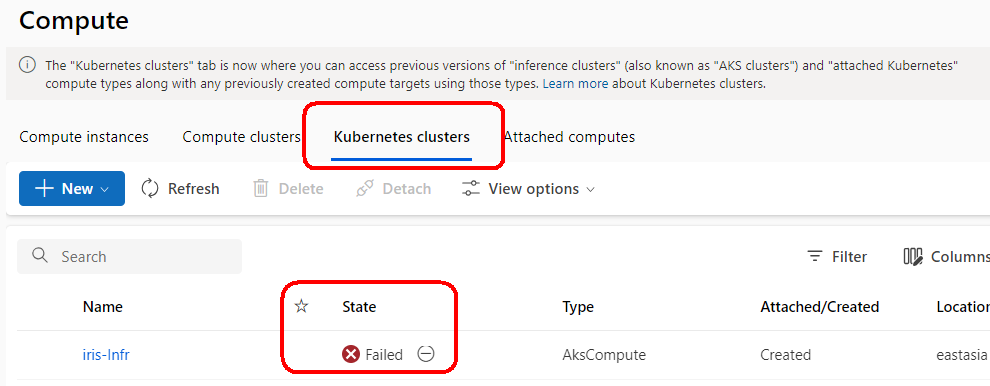 Compute
The "Kubernetes clusters" tab is now where you can access previous versions of "inference clusters" (also known as "AKS clusters") and "attached Kubernetes"
compute types along with any previously created compute targets using those types. Learn more about Kubernetes clusters.
Compute instances Compute clusters Kubernetes clusters Attached computes
New Refresh Delete Detach View options
Search Filter Columns
Name State Type Attached/Created Location
iris-Infr Failed AksCompute Created eastasia